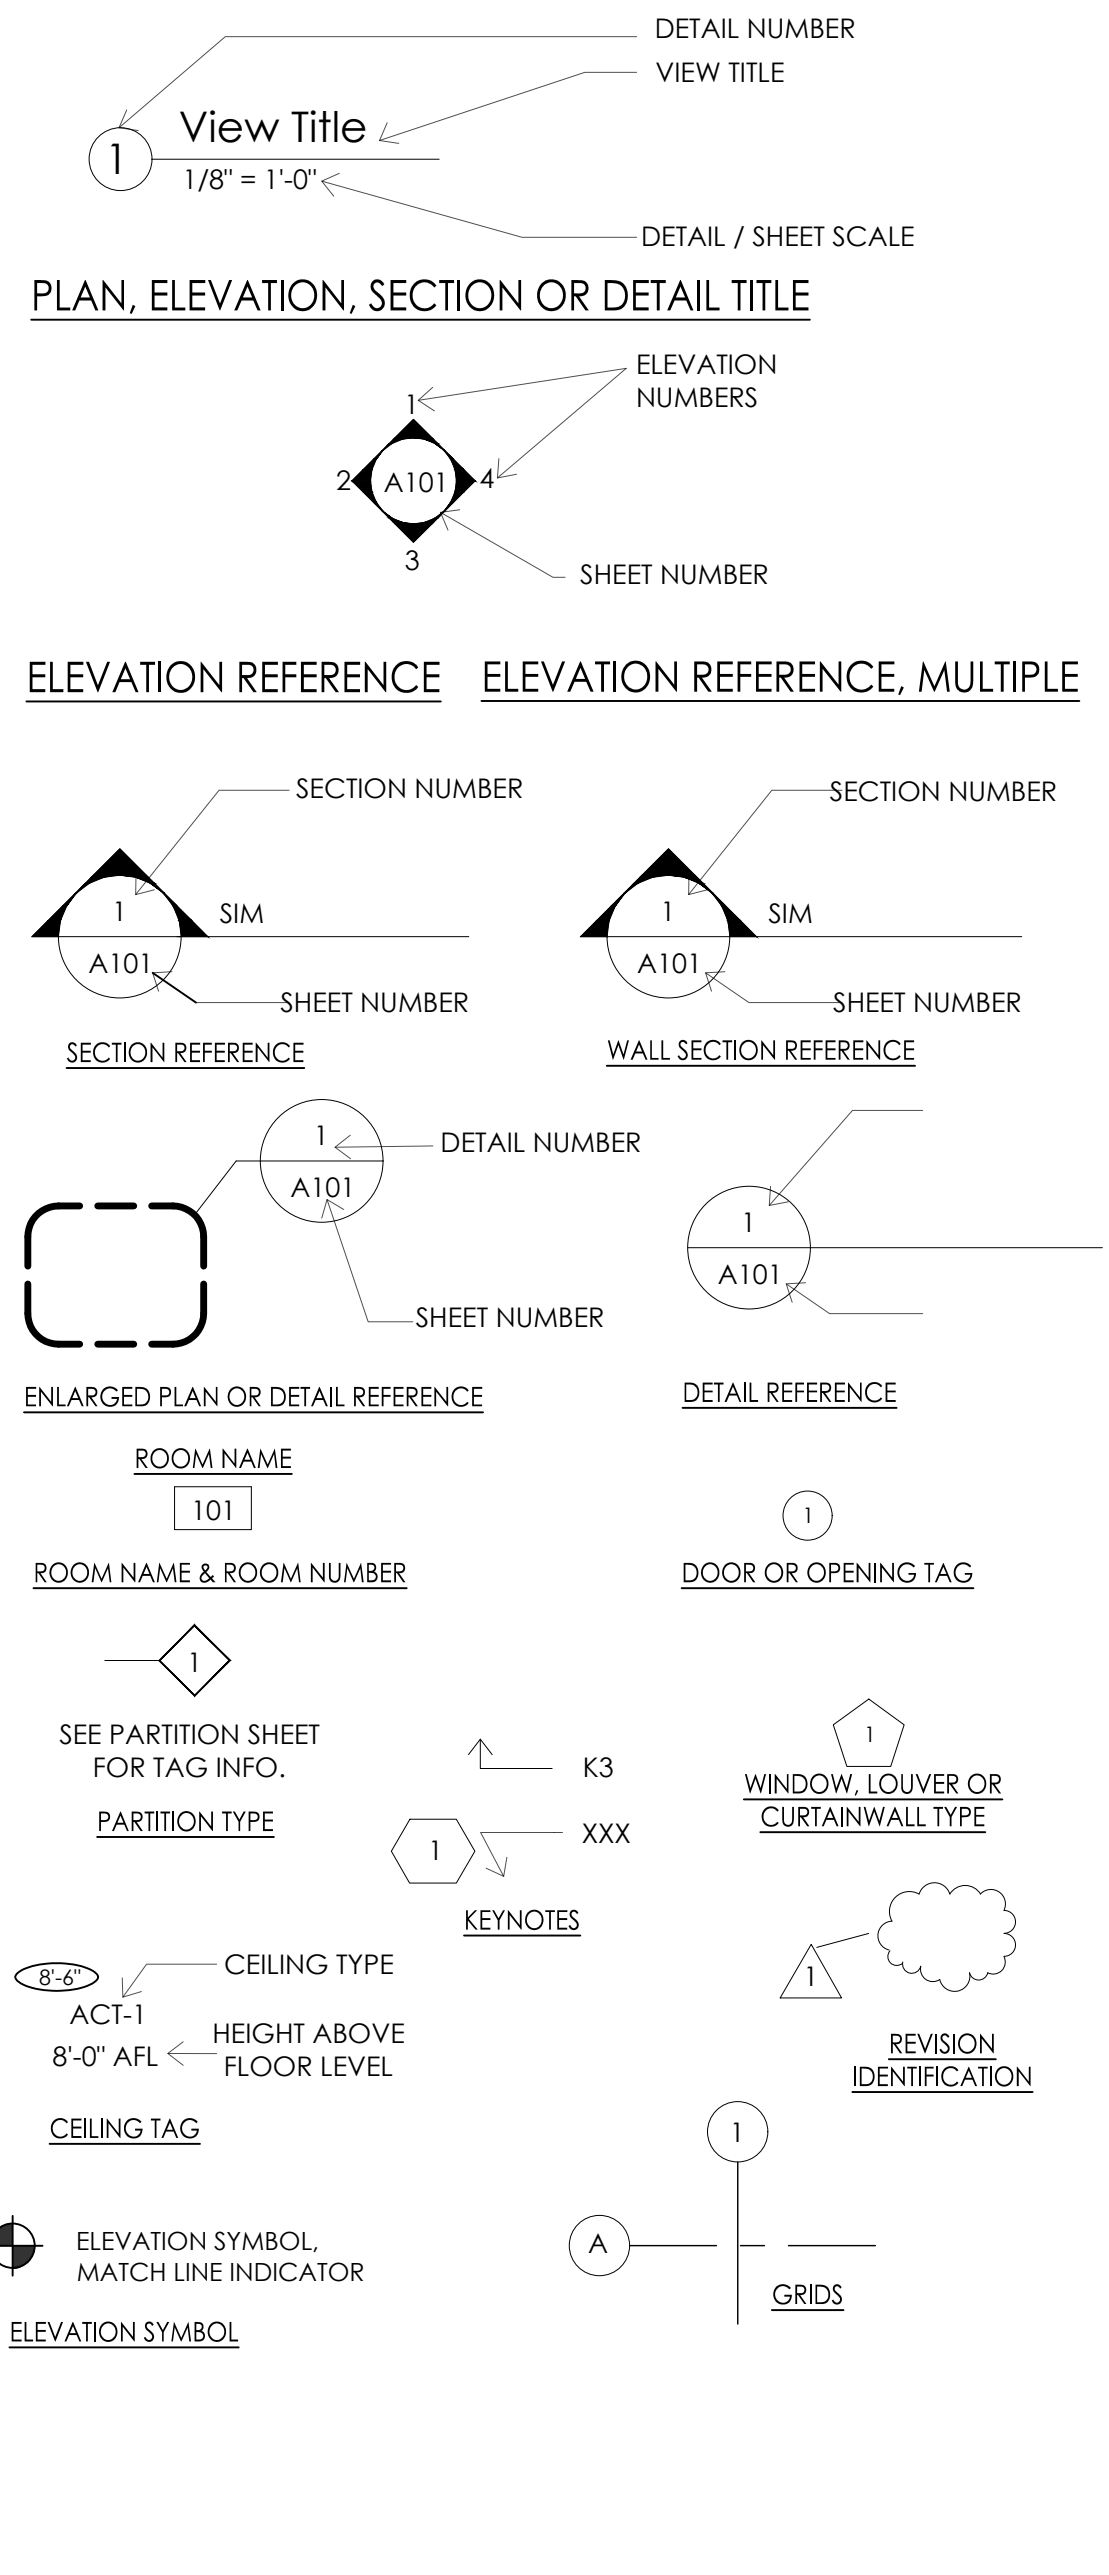 DETAIL NUMBER
VIEW TITLE
View Title
1
1/8" = 1'-0"
DETAIL / SHEET SCALE
PLAN, ELEVATION, SECTION OR DETAIL TITLE
ELEVATION
NUMBERS
1
2
A101
4
3
SHEET NUMBER
ELEVATION REFERENCE
ELEVATION REFERENCE, MULTIPLE
SECTION NUMBER
1
SIM
A101
SHEET NUMBER
SECTION REFERENCE
SECTION NUMBER
1
SIM
A101
SHEET NUMBER
WALL SECTION REFERENCE
1
DETAIL NUMBER
A101
SHEET NUMBER
ENLARGED PLAN OR DETAIL REFERENCE
1
A101
DETAIL REFERENCE
ROOM NAME
101
ROOM NAME & ROOM NUMBER
1
DOOR OR OPENING TAG
1
SEE PARTITION SHEET
FOR TAG INFO.
PARTITION TYPE
K3
XXX
1
KEYNOTES
1
WINDOW, LOUVER OR
CURTAINWALL TYPE
8'-6"
CEILING TYPE
ACT-1
8'-0" AFL
HEIGHT ABOVE
FLOOR LEVEL
CEILING TAG
1
REVISION
IDENTIFICATION
1
A
GRIDS
ELEVATION SYMBOL,
MATCH LINE INDICATOR
ELEVATION SYMBOL